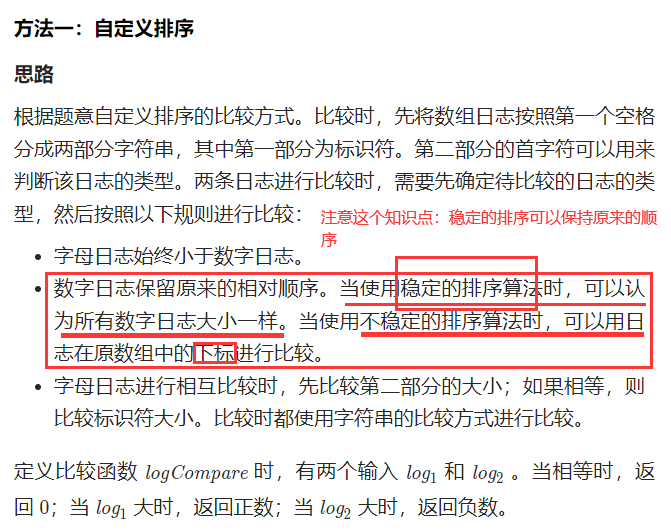 方法一：自定义排序
思路
根据题意自定义排序的比较方式。比较时，先将数组日志按照第一个空格
分成两部分字符串，其中第一部分为标识符。第二部分的首字符可以用来
判断该日志的类型。两条日志进行比较时，需要先确定待比较的日志的类
型，然后按照以下规则进行比较：
注意这个知识点：稳定的排序可以保持原来的顺
序
• 字母日志始终小于数字日志。
• 数字日志保留原来的相对顺序。当使用稳定的排序算法时，可以认
为所有数字日志大小一样。当使用不稳定的排序算法时，可以用日
志在原数组中的下标进行比较。
• 字母日志进行相互比较时，先比较第二部分的大小；如果相等，则
比较标识符大小。比较时都使用字符串的比较方式进行比较。
定义比较函数 logCompare 时，有两个输入 log₁ 和 log₂ 。当相等时，返
回 0；当 log₁ 大时，返回正数；当 log₂ 大时，返回负数。